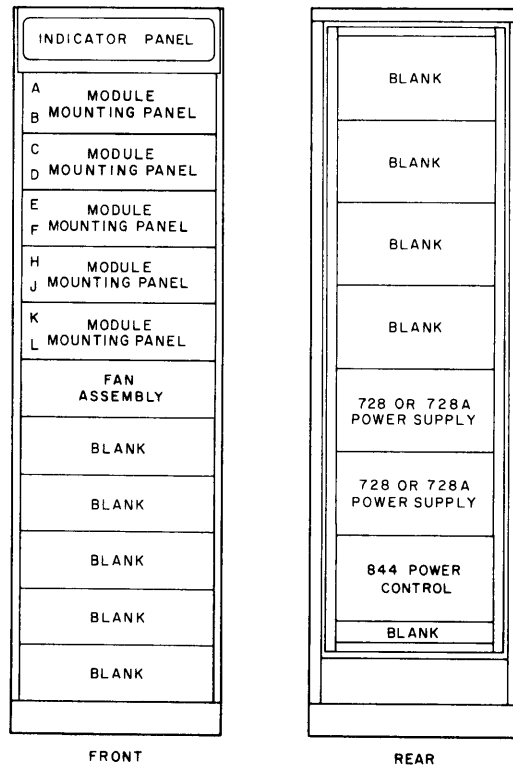 INDICATOR PANEL
A
MODULE
B MOUNTING PANEL
C
MODULE
D MOUNTING PANEL
E
MODULE
F MOUNTING PANEL
H
MODULE
J MOUNTING PANEL
K
MODULE
L MOUNTING PANEL
FAN
ASSEMBLY
BLANK
BLANK
BLANK
BLANK
BLANK
FRONT
BLANK
BLANK
BLANK
BLANK
728 OR 728A
POWER SUPPLY
728 OR 728A
POWER SUPPLY
844 POWER
CONTROL
BLANK
REAR